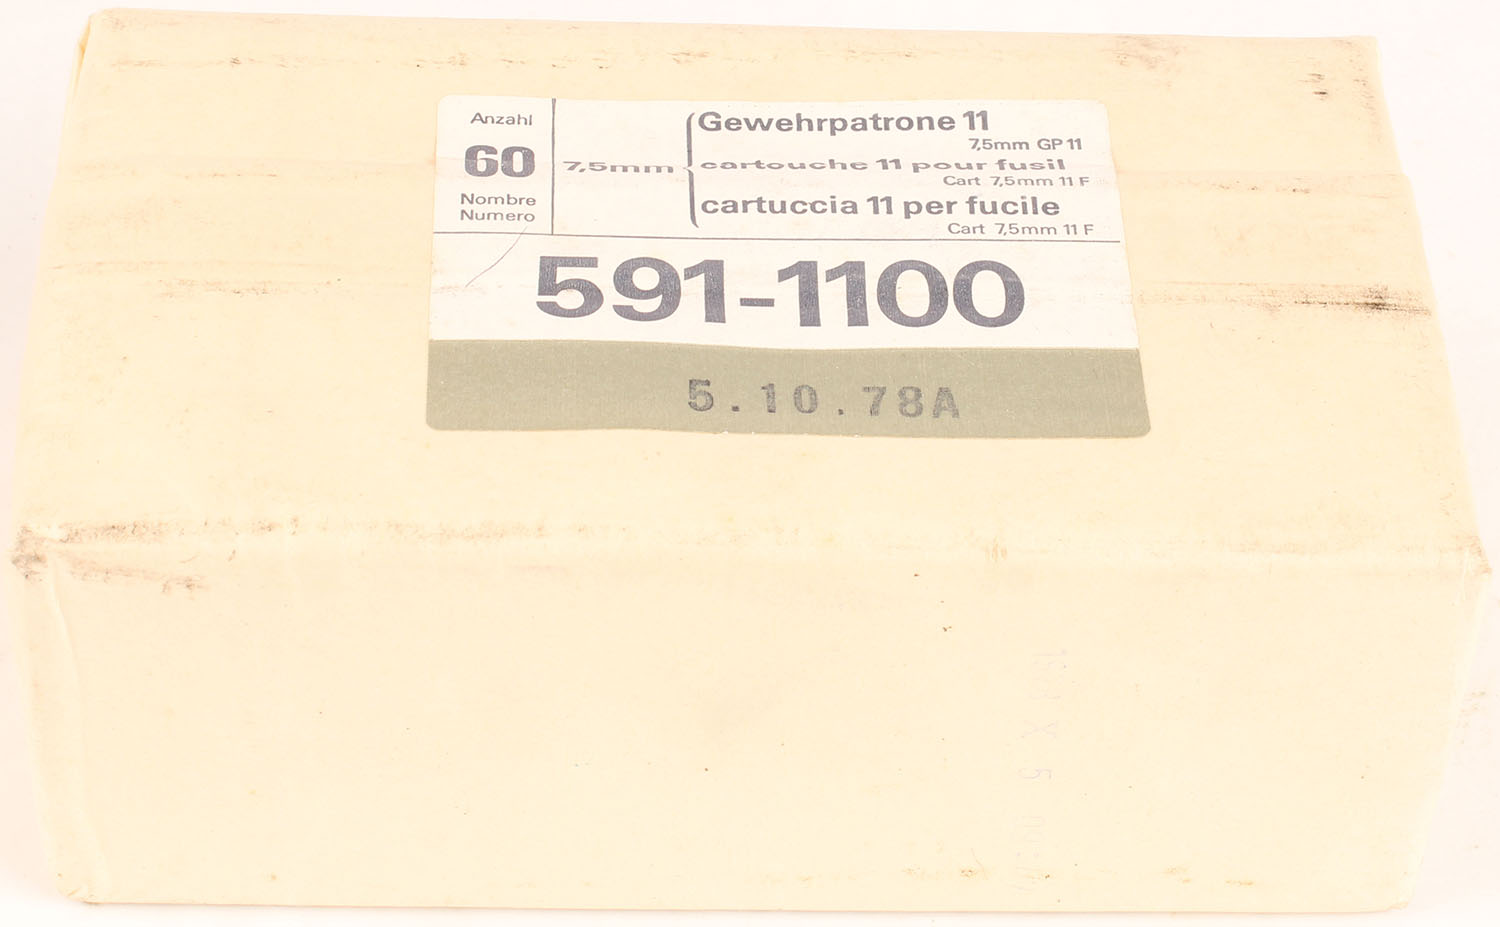 Anzahl
60
Nombre
Numero
7,5mm
Gewehrpatrone 11
7,5mm GP 11
cartouche 11 pour fusil
Cart 7,5mm 11 F
cartuccia 11 per fucile
Cart 7,5mm 11 F
591-1100
5.10.78A